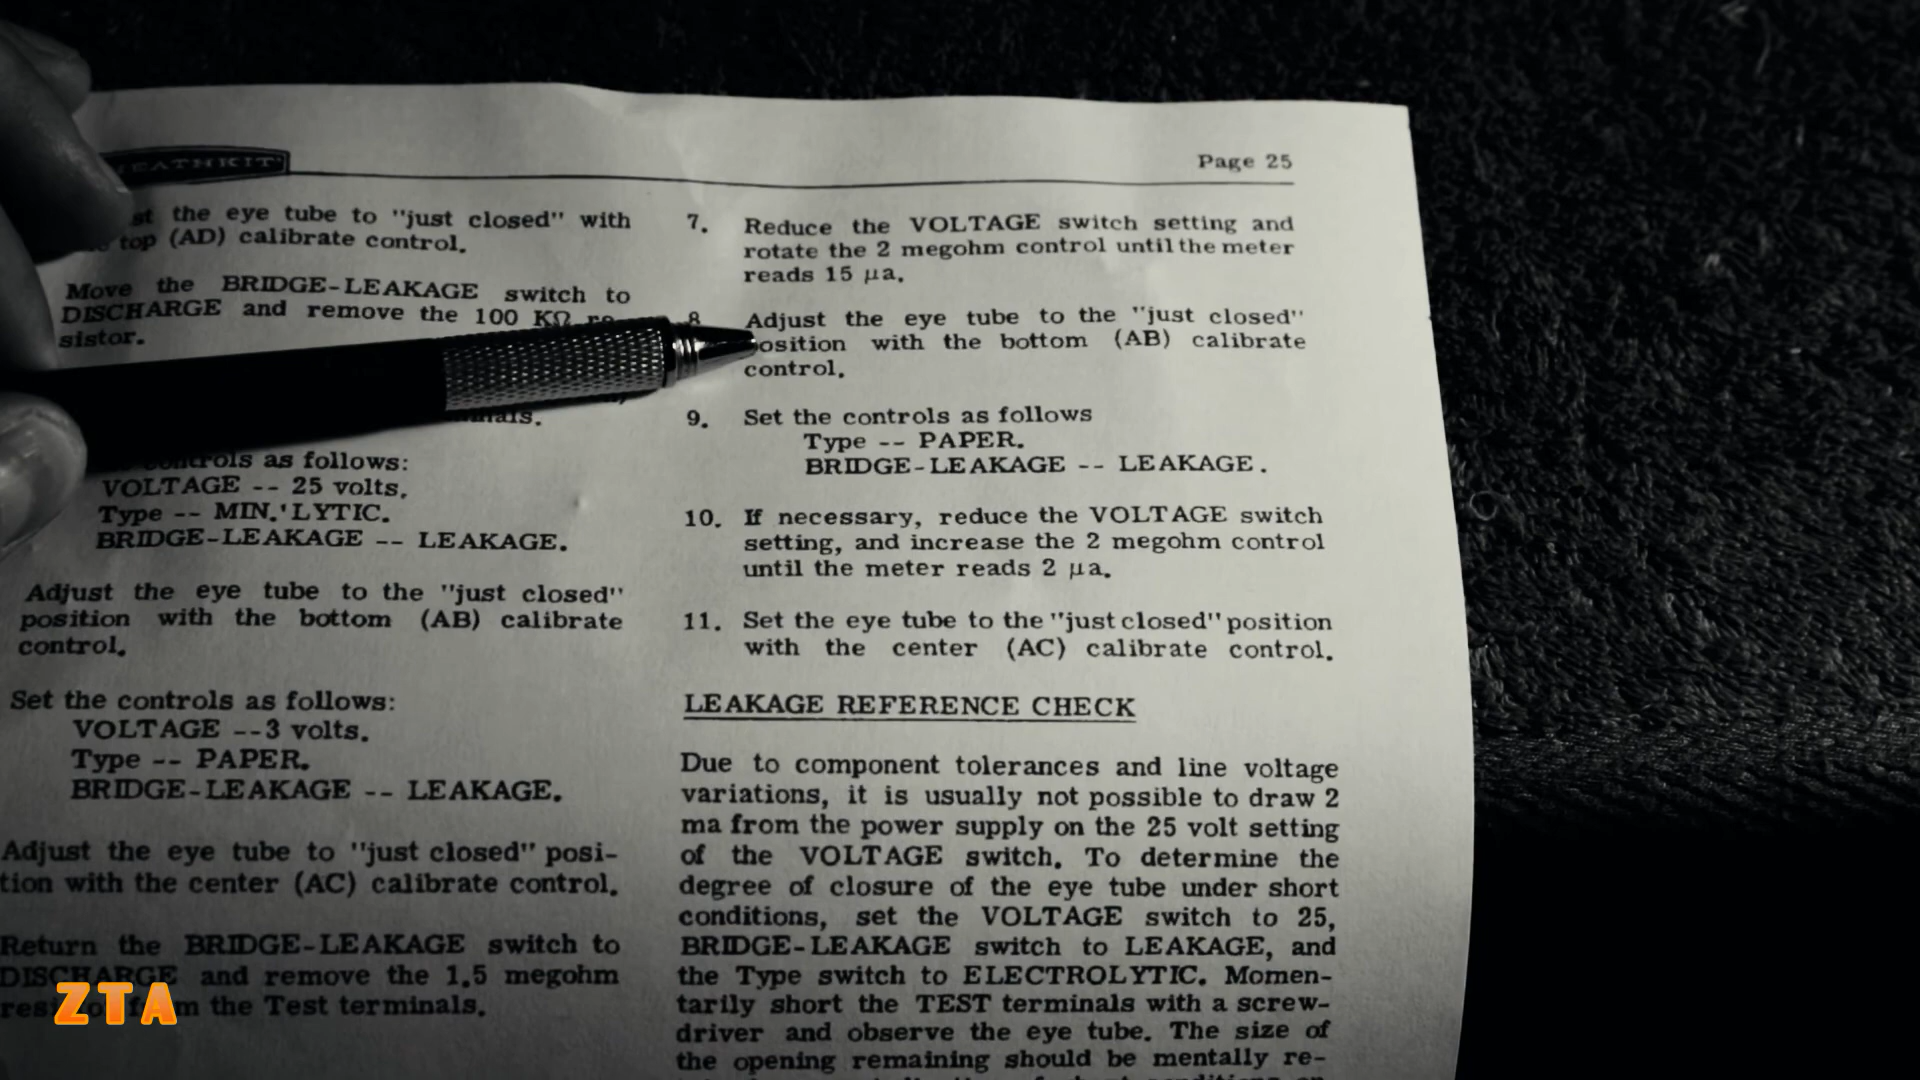 HEATHKIT
Page 25
st the eye tube to "just closed" with
top (AD) calibrate control.
Move the BRIDGE-LEAKAGE switch to
DISCHARGE and remove the 100 KΩ re-
sistor.
controls as follows:
VOLTAGE -- 25 volts.
Type -- MIN.'LYTIC.
BRIDGE-LEAKAGE -- LEAKAGE.
Adjust the eye tube to the "just closed"
position with the bottom (AB) calibrate
control.
Set the controls as follows:
VOLTAGE --3 volts.
Type -- PAPER.
BRIDGE-LEAKAGE -- LEAKAGE.
Adjust the eye tube to "just closed" posi-
tion with the center (AC) calibrate control.
Return the BRIDGE-LEAKAGE switch to
DISCHARGE and remove the 1.5 megohm
the Test terminals.
7. Reduce the VOLTAGE switch setting and
rotate the 2 megohm control until the meter
reads 15 μa.
8 Adjust the eye tube to the "just closed"
position with the bottom (AB) calibrate
control.
9. Set the controls as follows
Type -- PAPER.
BRIDGE-LEAKAGE -- LEAKAGE.
10. If necessary, reduce the VOLTAGE switch
setting, and increase the 2 megohm control
until the meter reads 2 μa.
11. Set the eye tube to the "just closed" position
with the center (AC) calibrate control.
LEAKAGE REFERENCE CHECK
Due to component tolerances and line voltage
variations, it is usually not possible to draw 2
ma from the power supply on the 25 volt setting
of the VOLTAGE switch. To determine the
degree of closure of the eye tube under short
conditions, set the VOLTAGE switch to 25,
BRIDGE-LEAKAGE switch to LEAKAGE, and
the Type switch to ELECTROLYTIC. Momen-
tarily short the TEST terminals with a screw-
driver and observe the eye tube. The size of
the opening remaining should be mentally re-
ZTA